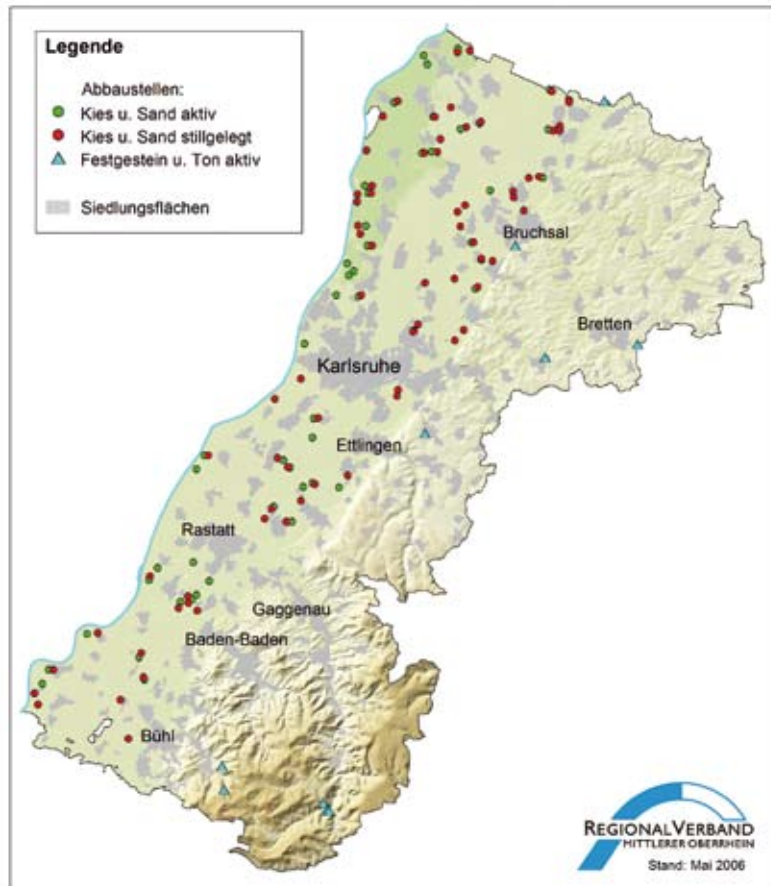 Legende
Abbaustellen:
Kies u. Sand aktiv
Kies u. Sand stillgelegt
Festgestein u. Ton aktiv
Siedlungsflächen
Bruchsal
Bretten
Karlsruhe
Ettlingen
Rastatt
Gaggenau
Baden-Baden
Bühl
REGIONALVERBAND
MITTLERER OBERRHEIN
Stand: Mai 2006